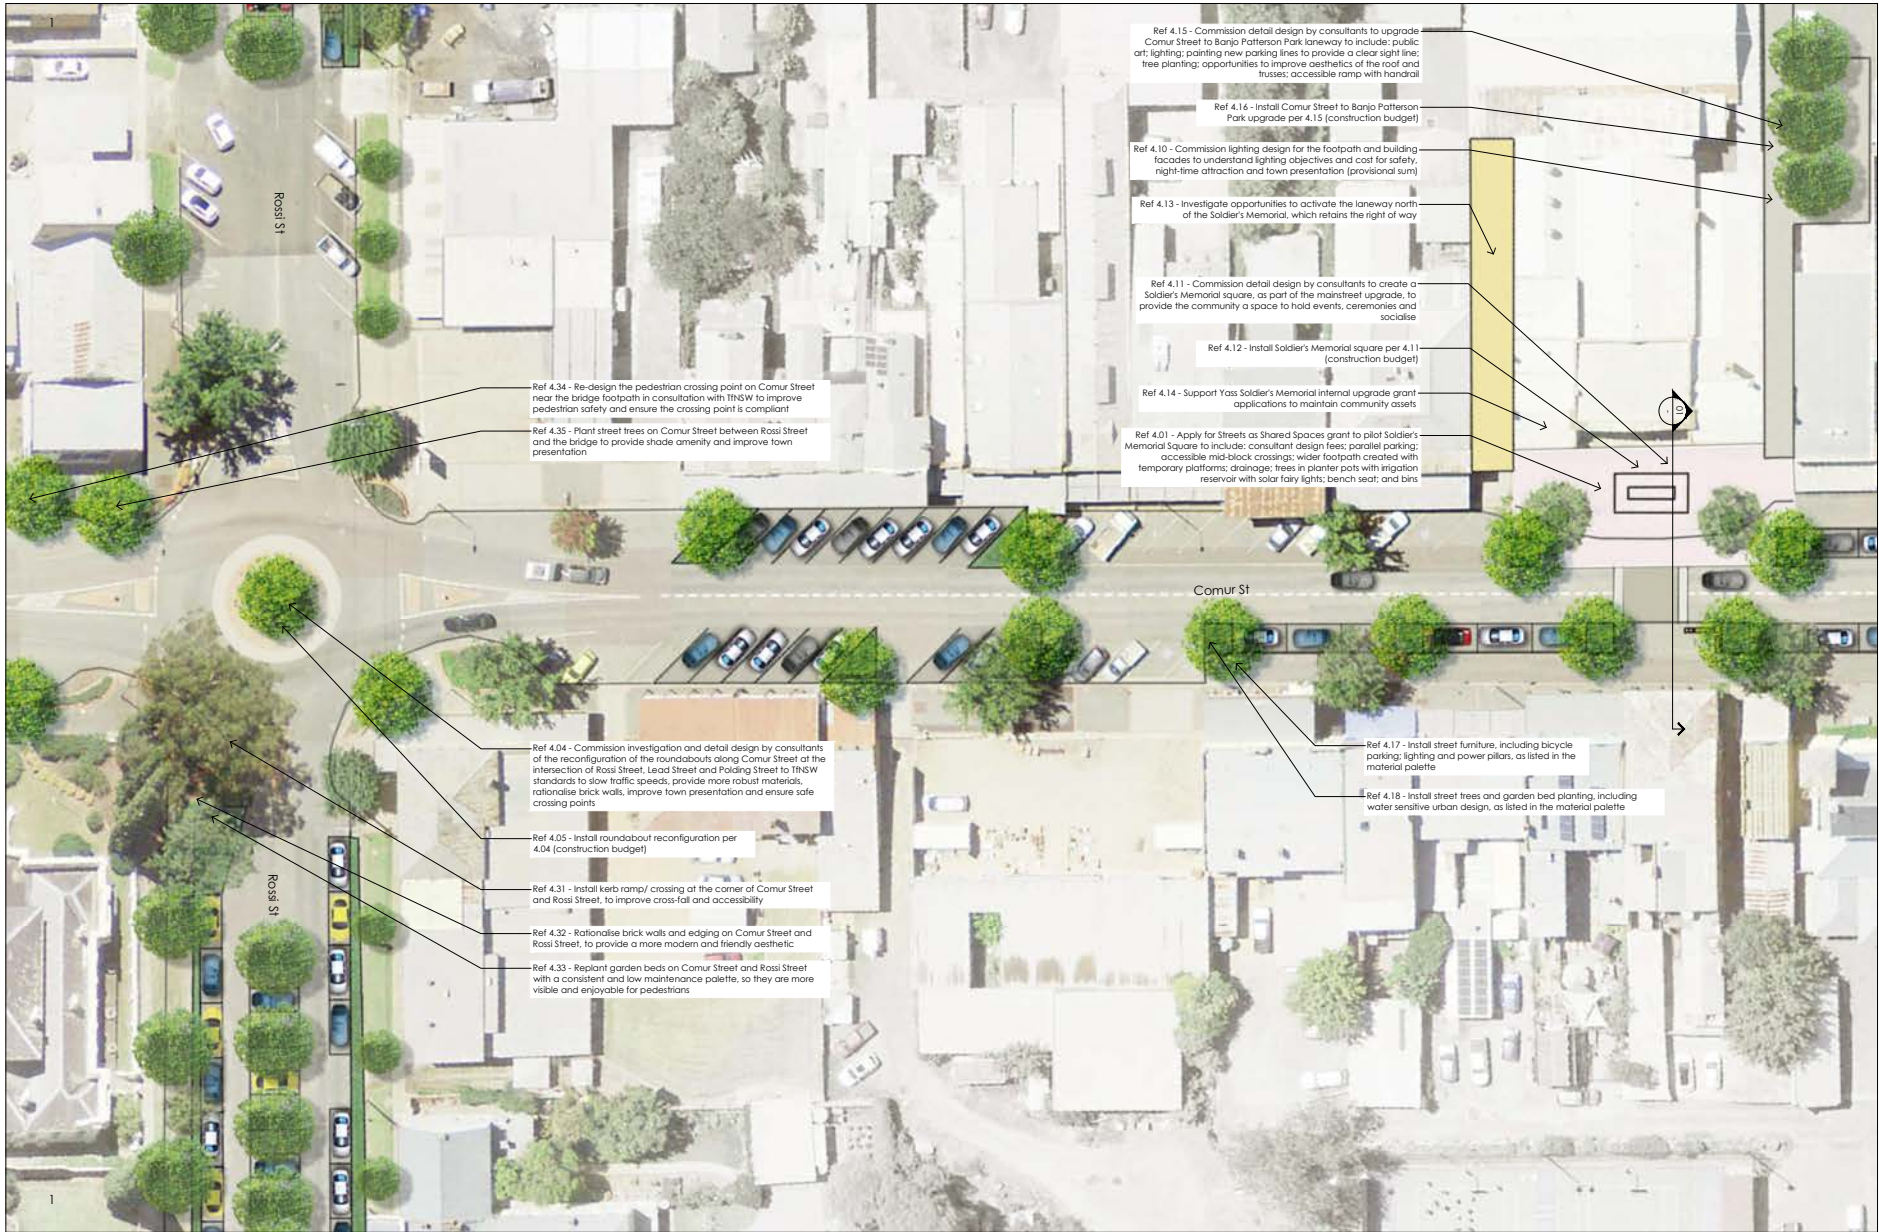 1
Ref 4.15 - Commission detail design by consultants to upgrade
Comur Street to Banjo Patterson Park laneway to include: public
art; lighting; painting new parking lines to provide a clear sight line;
tree planting; opportunities to improve aesthetics of the roof and
trusses; accessible ramp with handrail
Ref 4.16 - Install Comur Street to Banjo Patterson
Park upgrade per 4.15 (construction budget)
Ref 4.10 - Commission lighting design for the footpath and building
facades to understand lighting objectives and cost for safety,
night-time attraction and town presentation (provisional sum)
Ref 4.13 - Investigate opportunities to activate the laneway north
of the Soldier's Memorial, which retains the right of way
Rossi St
Ref 4.11 - Commission detail design by consultants to create a
Soldier's Memorial square, as part of the mainstreet upgrade, to
provide the community a space to hold events, ceremonies and
socialise
Ref 4.12 - Install Soldier's Memorial square per 4.11
(construction budget)
Ref 4.14 - Support Yass Soldier's Memorial internal upgrade grant
applications to maintain community assets
Ref 4.01 - Apply for Streets as Shared Spaces grant to pilot Soldier's
Memorial Square to include: consultant design fees; parallel parking;
accessible mid-block crossings; wider footpath created with
temporary platforms; drainage; trees in planter pots with irrigation
reservoir with solar fairy lights; bench seat; and bins
Ref 4.34 - Re-design the pedestrian crossing point on Comur Street
near the bridge footpath in consultation with TfNSW to improve
pedestrian safety and ensure the crossing point is compliant
Ref 4.35 - Plant street trees on Comur Street between Rossi Street
and the bridge to provide shade amenity and improve town
presentation
Comur St
Ref 4.04 - Commission investigation and detail design by consultants
of the reconfiguration of the roundabouts along Comur Street at the
intersection of Rossi Street, Lead Street and Polding Street to TfNSW
standards to slow traffic speeds, provide more robust materials,
rationalise brick walls, improve town presentation and ensure safe
crossing points
Ref 4.05 - Install roundabout reconfiguration per
4.04 (construction budget)
Ref 4.31 - Install kerb ramp/ crossing at the corner of Comur Street
and Rossi Street, to improve cross-fall and accessibility
Ref 4.32 - Rationalise brick walls and edging on Comur Street and
Rossi Street, to provide a more modern and friendly aesthetic
Ref 4.33 - Replant garden beds on Comur Street and Rossi Street
with a consistent and low maintenance palette, so they are more
visible and enjoyable for pedestrians
Ref 4.17 - Install street furniture, including bicycle
parking; lighting and power pillars, as listed in the
material palette
Ref 4.18 - Install street trees and garden bed planting, including
water sensitive urban design, as listed in the material palette
Rossi St
1